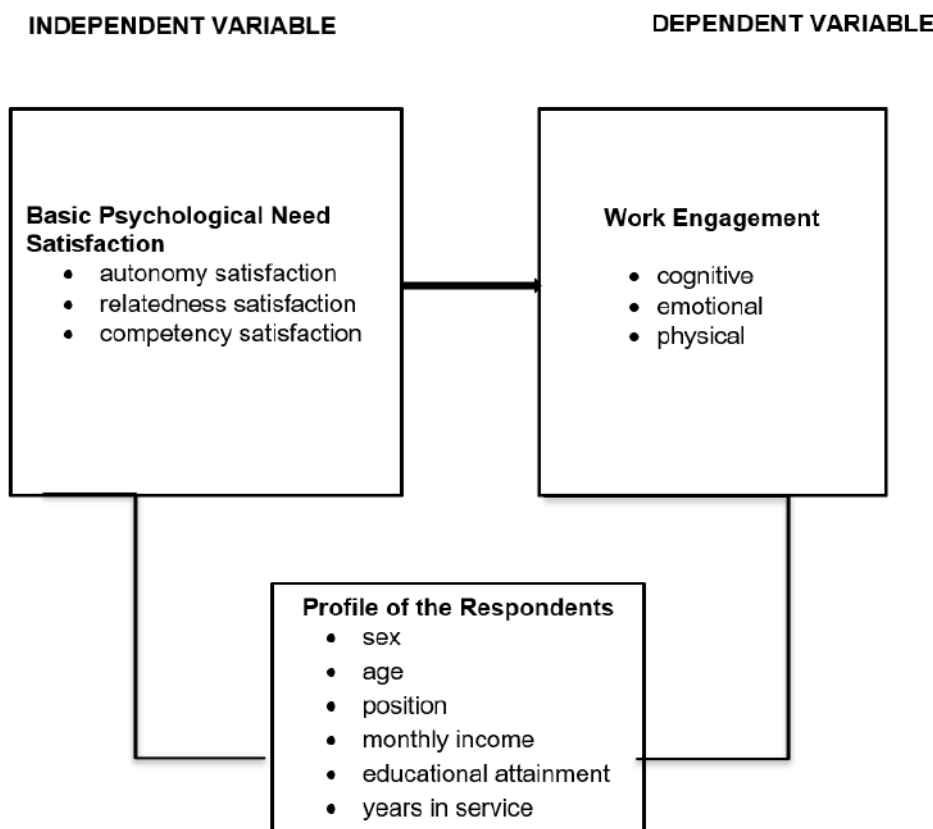 INDEPENDENT VARIABLE
DEPENDENT VARIABLE
Basic Psychological Need
Satisfaction
• autonomy satisfaction
• relatedness satisfaction
• competency satisfaction
Work Engagement
• cognitive
• emotional
• physical
Profile of the Respondents
• sex
• age
• position
• monthly income
• educational attainment
• years in service